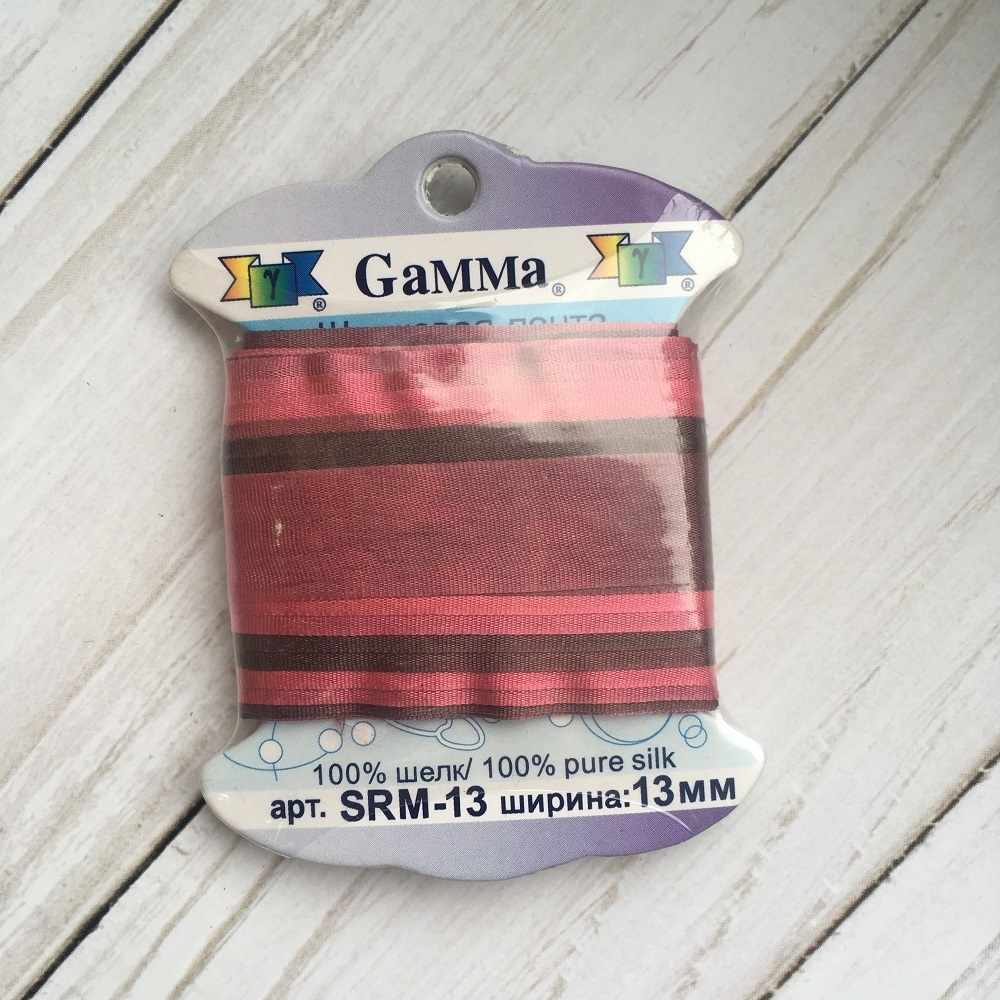 γ ® GaMMa ® γ ®
100% шелк/ 100% pure silk
арт. SRM-13 ширина:13мм